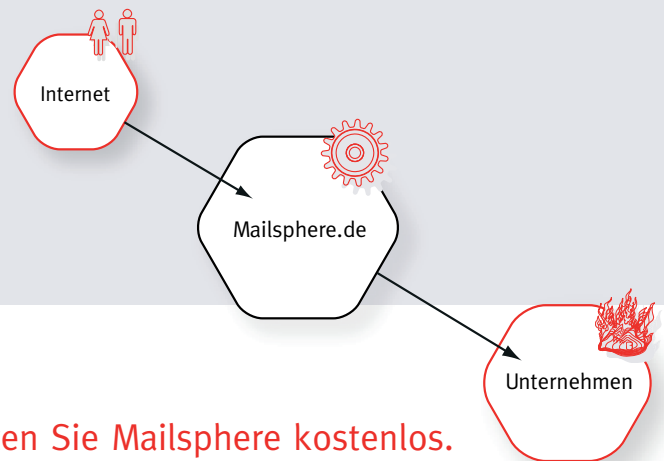 Internet
Mailsphere.de
Unternehmen
en Sie Mailsphere kostenlos.